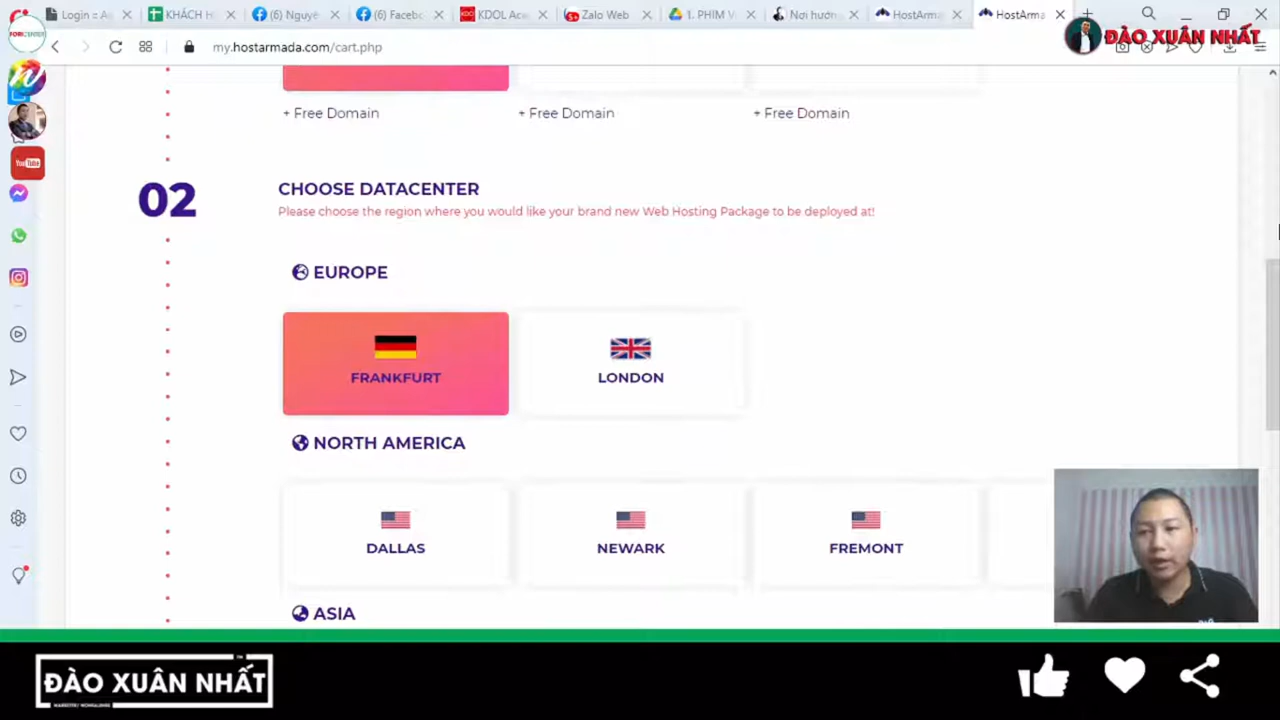 Login :: A
KHÁCH H
(6) Nguyê
(6) Facebo
KDOL Aca
Zalo Web
1. PHIM V
Nơi hướn
HostArma
HostArma
my.hostarmada.com/cart.php
ĐÀO XUÂN NHẤT
YouTube
+ Free Domain
+ Free Domain
+ Free Domain
02
CHOOSE DATACENTER
Please choose the region where you would like your brand new Web Hosting Package to be deployed at!
EUROPE
FRANKFURT
LONDON
NORTH AMERICA
DALLAS
NEWARK
FREMONT
ASIA
ĐÀO XUÂN NHẤT